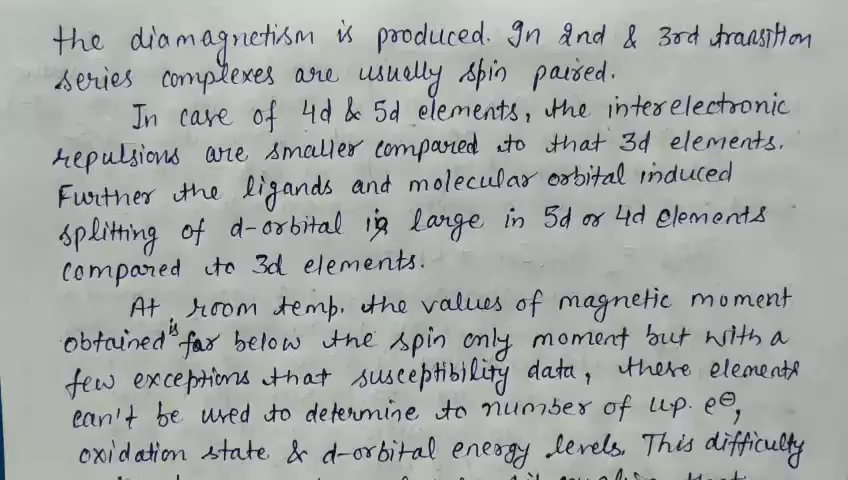 the diamagnetism is produced. In 2nd & 3rd transition
series complexes are usually spin paired.
In case of 4d & 5d elements, the interelectronic
repulsions are smaller compared to that 3d elements.
Further the ligands and molecular orbital induced
splitting of d-orbital is large in 5d or 4d elements
compared to 3d elements.
At room temp. the values of magnetic moment
obtained is far below the spin only moment but with a
few exceptions that susceptibility data, these elements
can't be used to determine to number of up. e⊖,
oxidation state & d-orbital energy levels. This difficulty